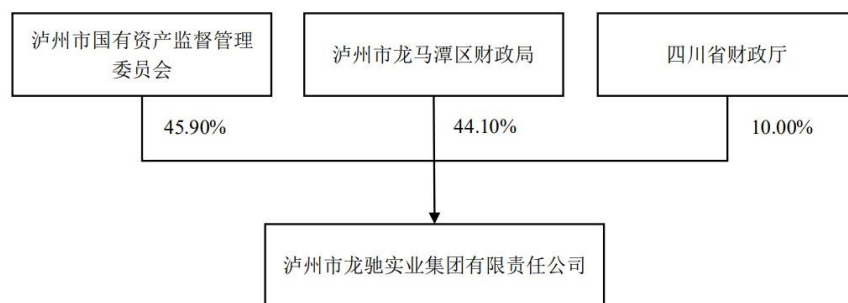 泸州市国有资产监督管理
委员会
泸州市龙马潭区财政局
四川省财政厅
45.90%
44.10%
10.00%
泸州市龙驰实业集团有限责任公司